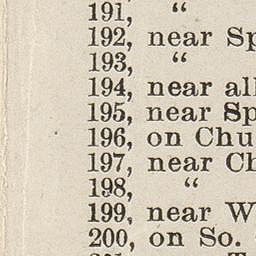 191, "
192, near Sp
193, "
194, near all
195, near Sp
196, on Chu
197, near Ch
198, "
199, near W
200, on So.